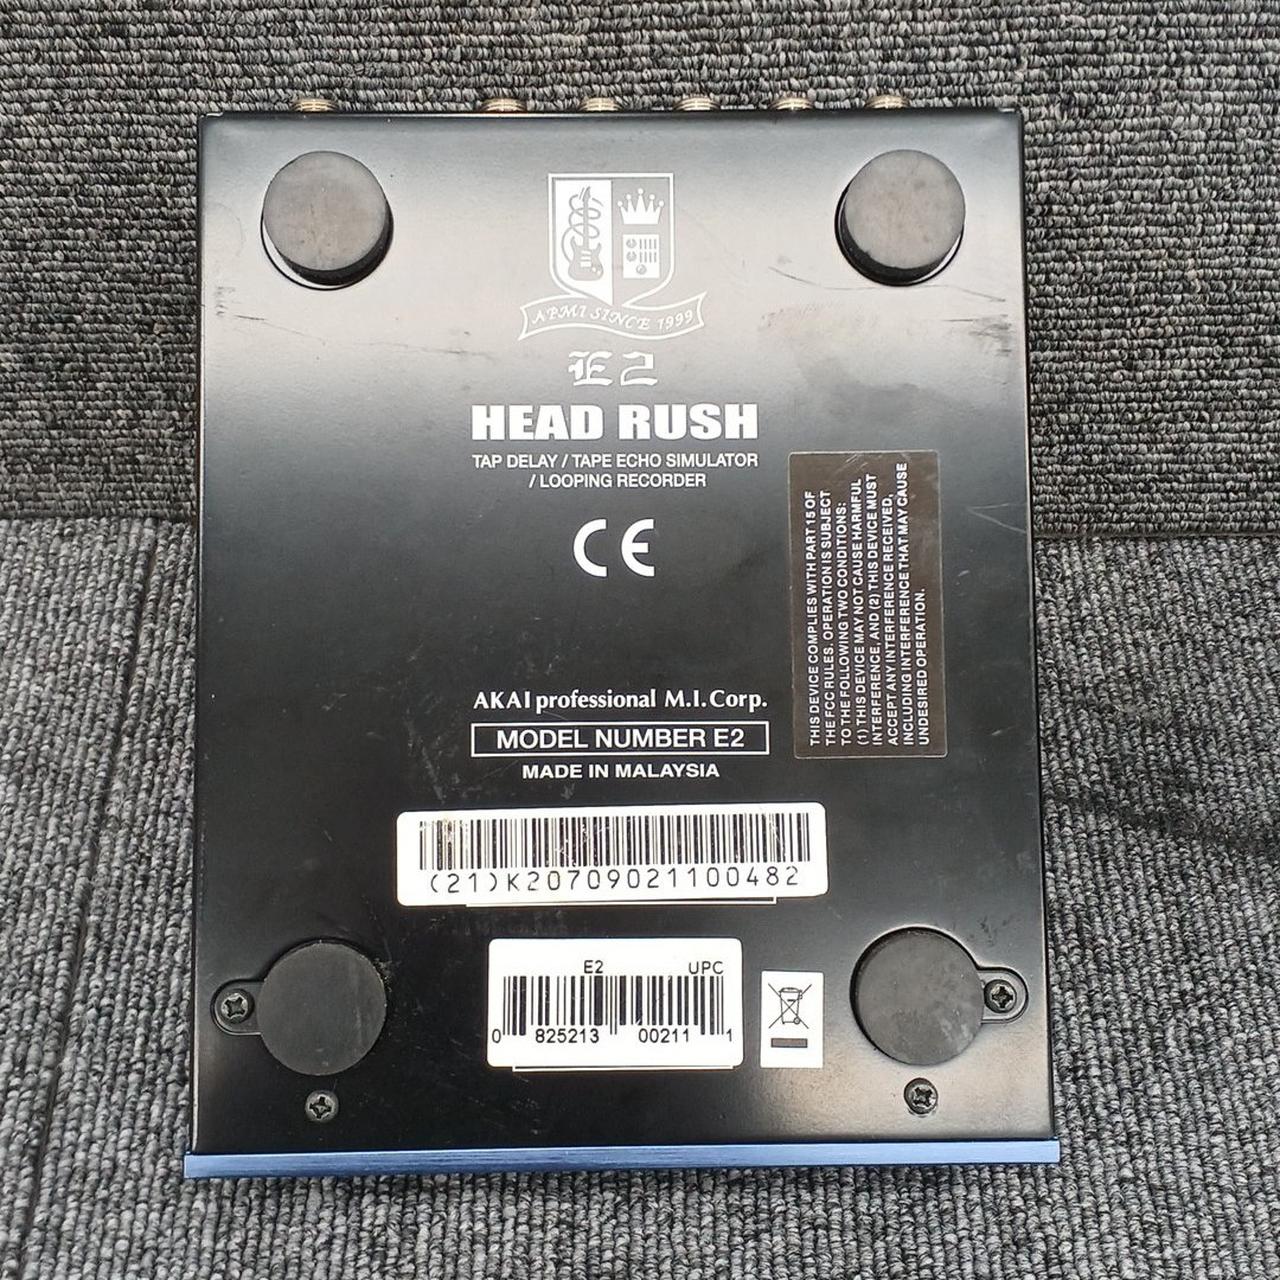 APMI SINCE 1999
E2
HEAD RUSH
TAP DELAY / TAPE ECHO SIMULATOR
/ LOOPING RECORDER
CE
THIS DEVICE COMPLIES WITH PART 15 OF
THE FCC RULES. OPERATION IS SUBJECT
TO THE FOLLOWING TWO CONDITIONS:
(1) THIS DEVICE MAY NOT CAUSE HARMFUL
INTERFERENCE, AND (2) THIS DEVICE MUST
ACCEPT ANY INTERFERENCE RECEIVED,
INCLUDING INTERFERENCE THAT MAY CAUSE
UNDESIRED OPERATION.
AKAI professional M.I.Corp.
MODEL NUMBER E2
MADE IN MALAYSIA
(21)K20709021100482
E2 UPC
0 825213 00211 1